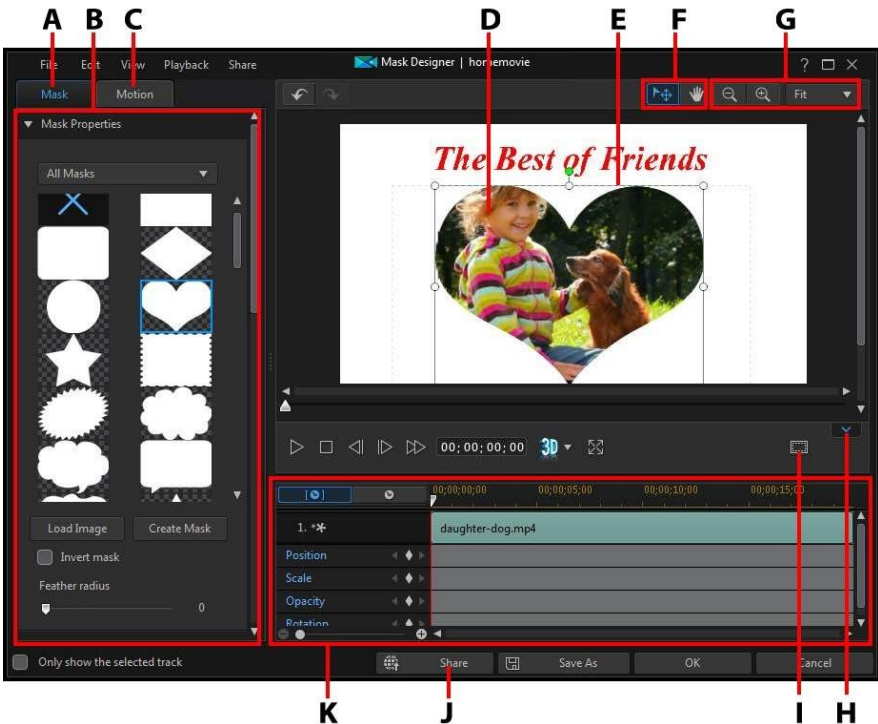 A B C D E F G
File Edit View Playback Share Mask Designer | homemovie ?
Mask Motion
Mask Properties
Fit
The Best of Friends
All Masks
00;00;00;00 3D
00;00;00;00 00;00;05;00 00;00;10;00 00;00;15;00
1. daughter-dog.mp4
Load Image Create Mask
Invert mask
Position
Feather radius
Scale
0
Opacity
Rotation
Only show the selected track Share Save As OK Cancel
K J I H